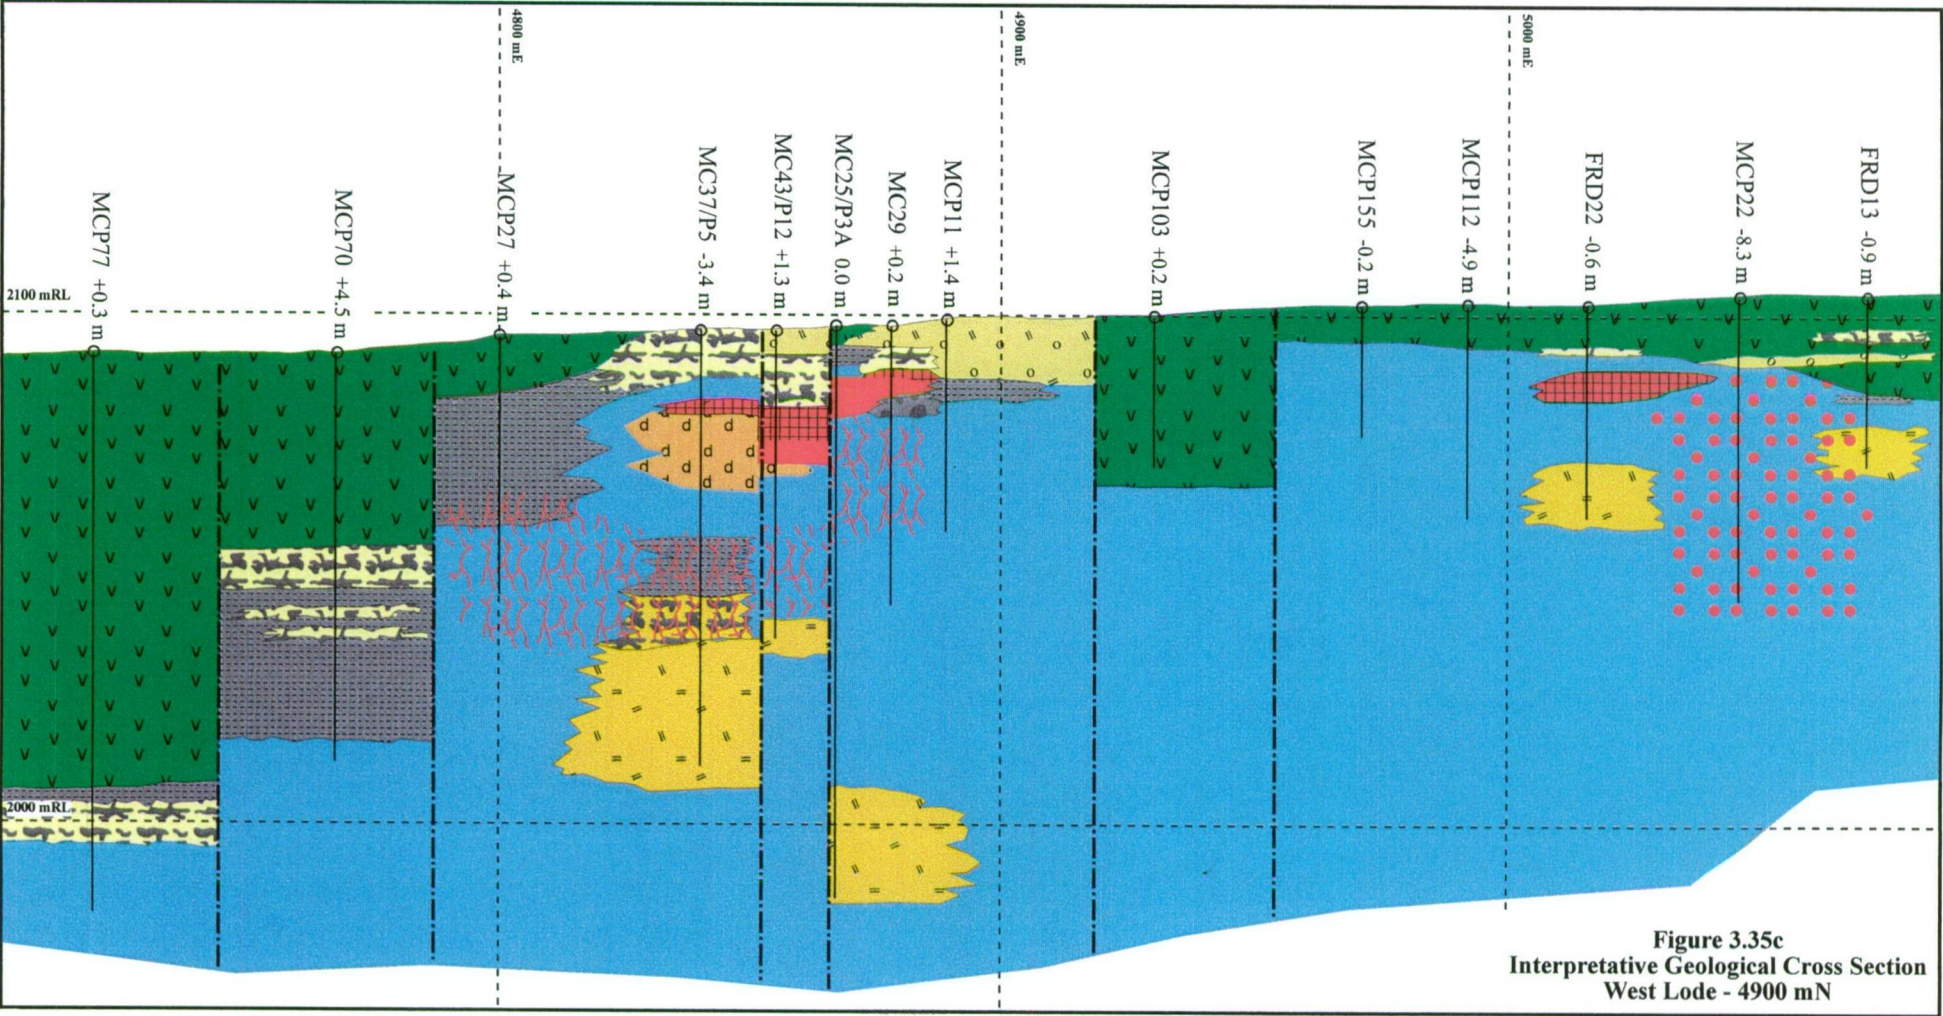 4800 mE
4900 mE
5000 mE
MCP77 +0.3 m
MCP70 +4.5 m
MCP27 +0.4 m
MC37/P5 -3.4 m
MC43/P12 +1.3 m
MC25/P3A 0.0 m
MC29 +0.2 m
MCP11 +1.4 m
MCP103 +0.2 m
MCP155 -0.2 m
MCP112 -4.9 m
FRD22 -0.6 m
MCP22 -8.3 m
FRD13 -0.9 m
2100 mRL
2000 mRL
Figure 3.35c
Interpretative Geological Cross Section
West Lode - 4900 mN